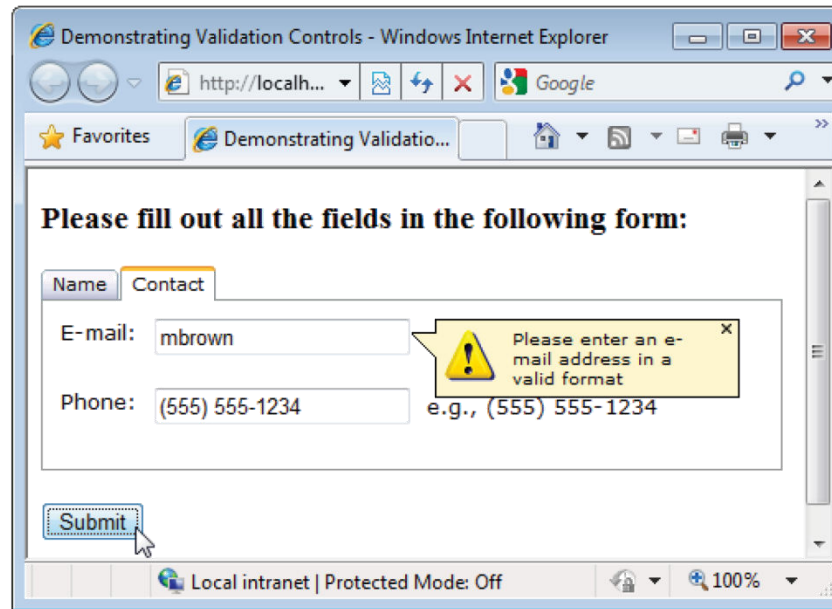 Demonstrating Validation Controls - Windows Internet Explorer
http://localh...
Google
Favorites
Demonstrating Validatio...
Please fill out all the fields in the following form:
Name
Contact
E-mail:
mbrown
Please enter an e-
mail address in a
valid format
Phone:
(555) 555-1234
e.g., (555) 555-1234
Submit
Local intranet | Protected Mode: Off
100%